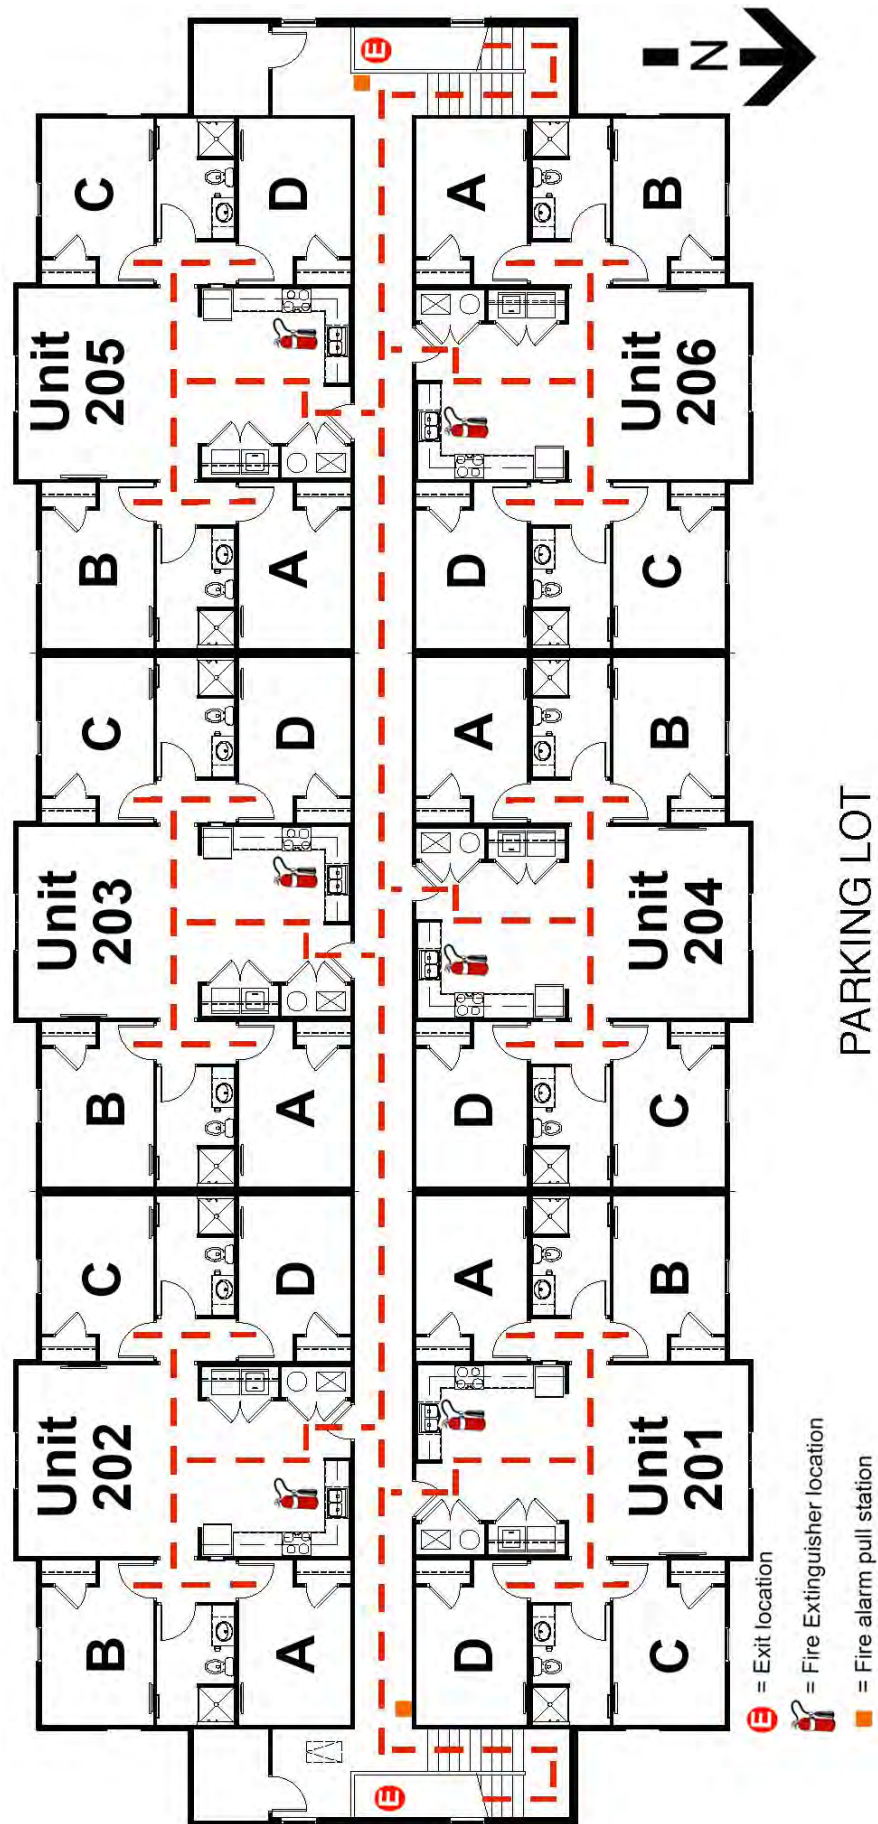 Unit
202
Unit
203
Unit
205
B
C
B
C
B
C
A
D
A
D
A
D
E
E
D
A
D
A
D
A
C
B
C
B
C
B
Unit
201
Unit
204
Unit
206
N
E = Exit location
= Fire Extinguisher location
= Fire alarm pull station
PARKING LOT